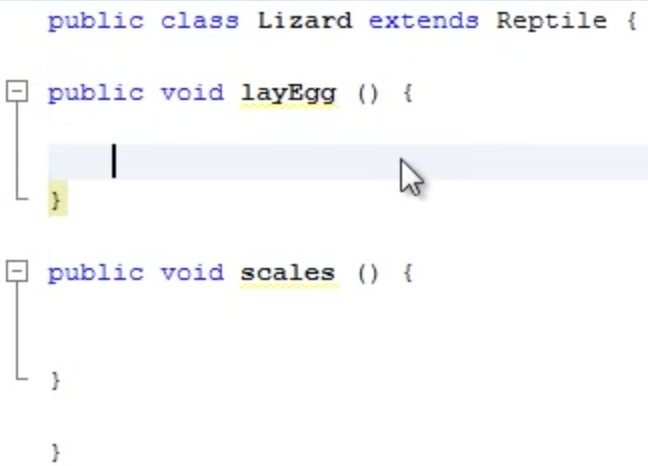 public class Lizard extends Reptile {
public void layEgg () {
}
public void scales () {
}
}